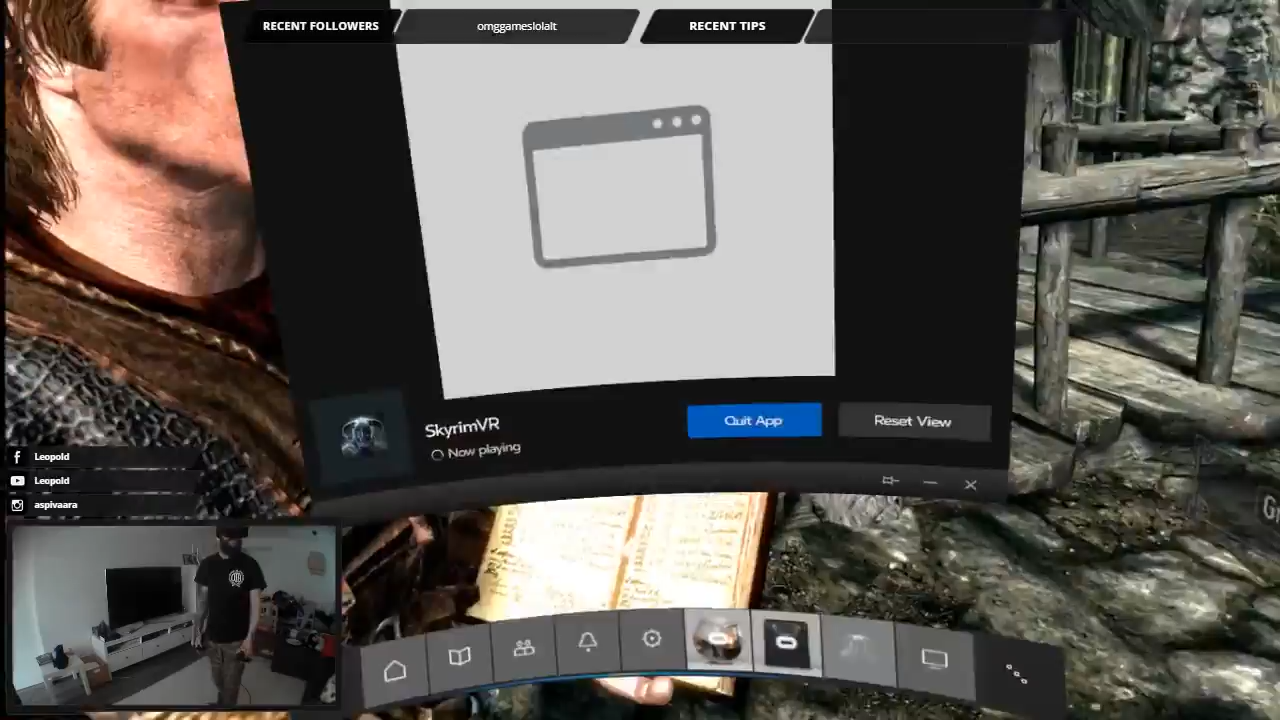 RECENT FOLLOWERS
omggameslolalt
RECENT TIPS
SkyrimVR
Now playing
Quit App
Reset View
Leopold
Leopold
aspivaara